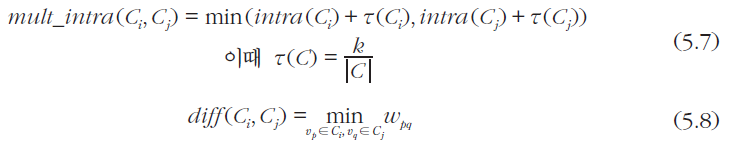 mult_intra(C_i, C_j) = min(intra(C_i) + τ(C_i), intra(C_j) + τ(C_j))
이때 τ(C) = k / |C| (5.7)
diff(C_i, C_j) = min_{v_p∈C_i, v_q∈C_j} w_{pq} (5.8)